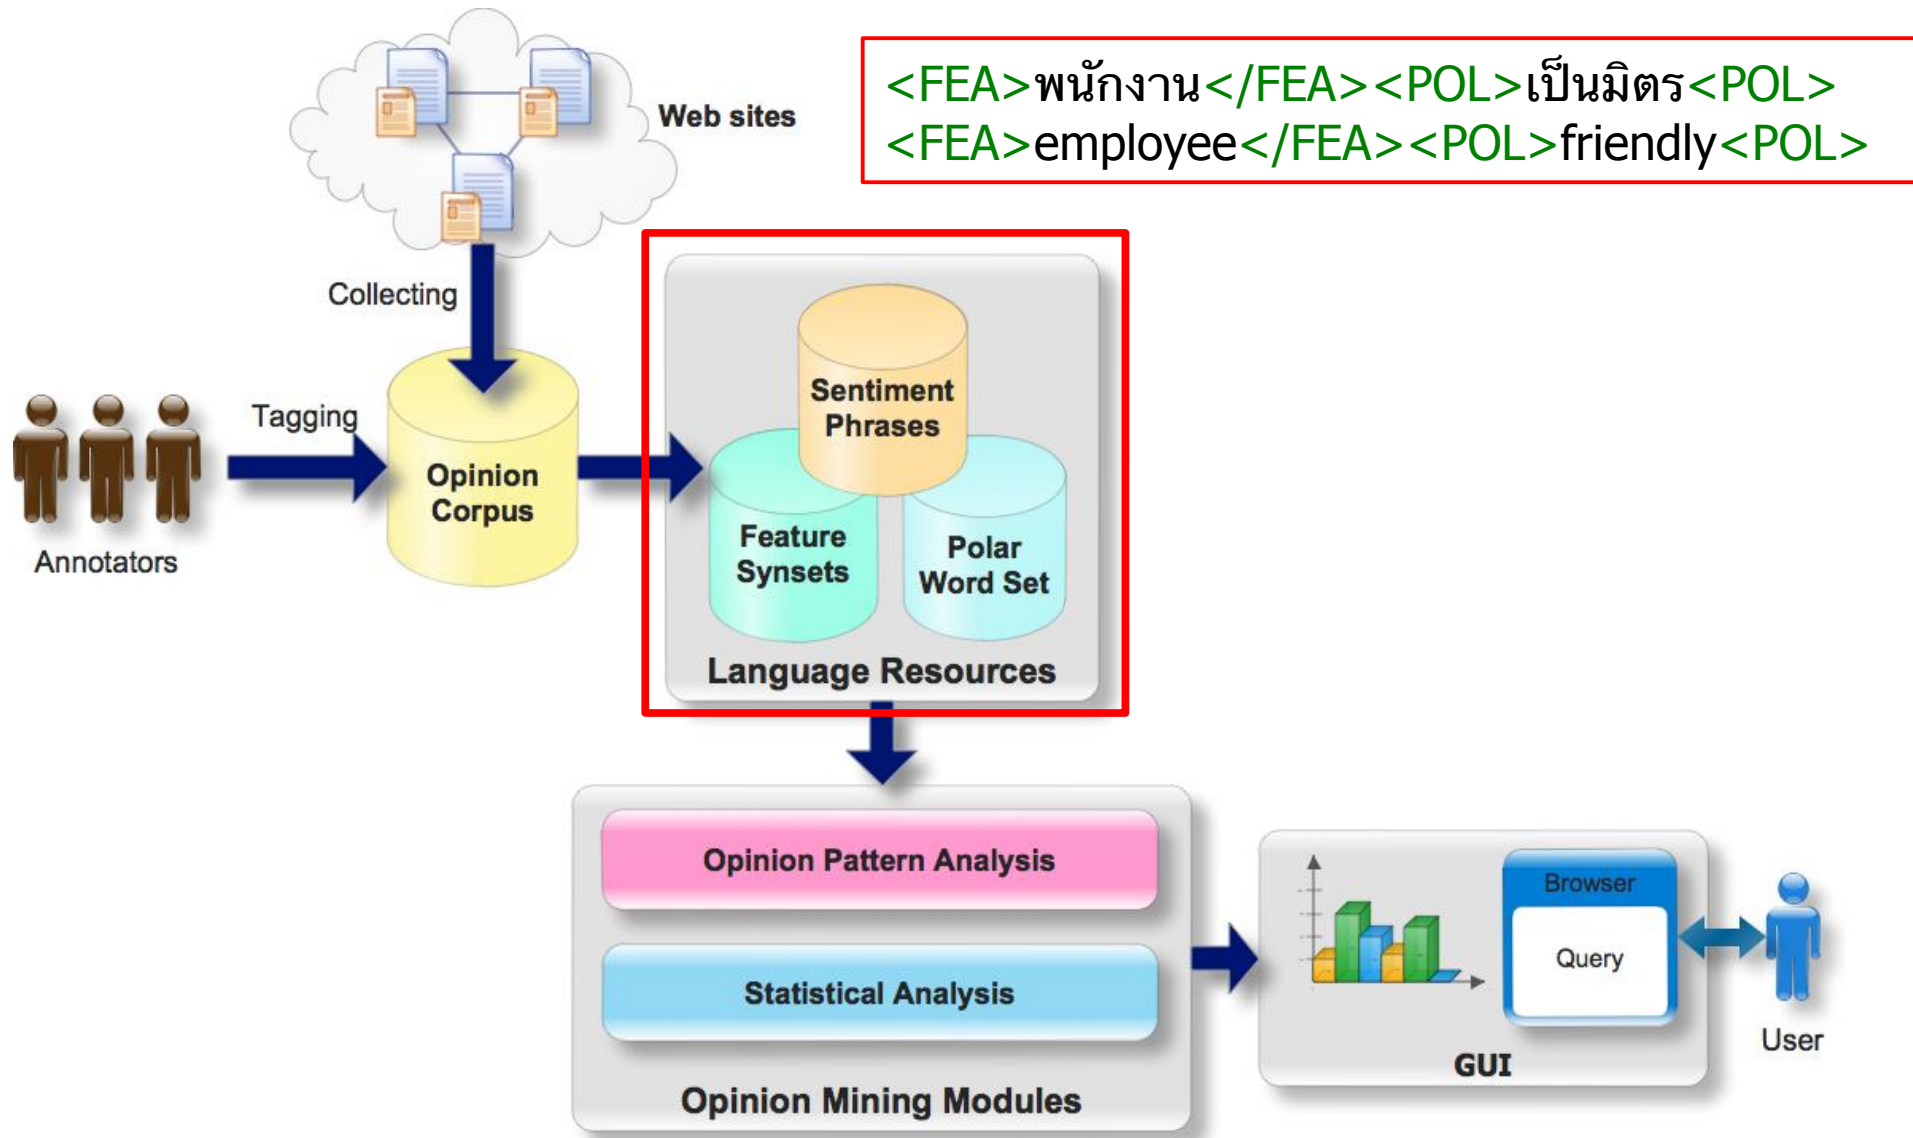 <FEA>พนักงาน</FEA><POL>เป็นมิตร<POL>
<FEA>employee</FEA><POL>friendly<POL>
Web sites
Collecting
Tagging
Annotators
Opinion
Corpus
Sentiment
Phrases
Feature
Synsets
Polar
Word Set
Language Resources
Opinion Pattern Analysis
Statistical Analysis
Opinion Mining Modules
Browser
Query
GUI
User